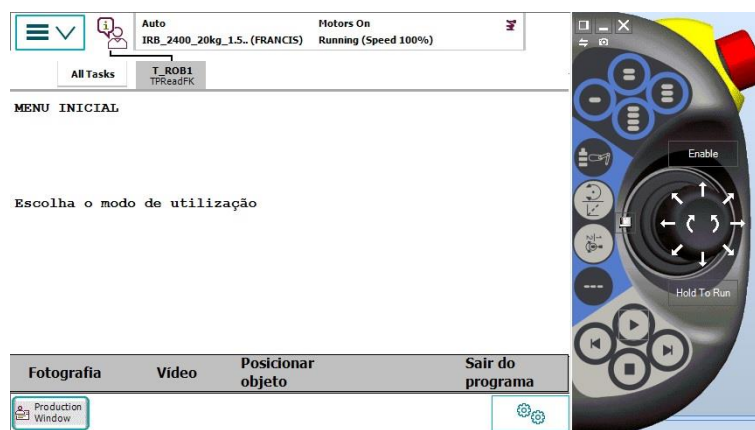 Auto
IRB_2400_20kg_1.5.. (FRANCIS)
Motors On
Running (Speed 100%)
All Tasks
T_ROB1
TPReadFK
MENU INICIAL
Escolha o modo de utilização
Fotografia
Vídeo
Posicionar
objeto
Sair do
programa
Production
Window
Enable
Hold To Run